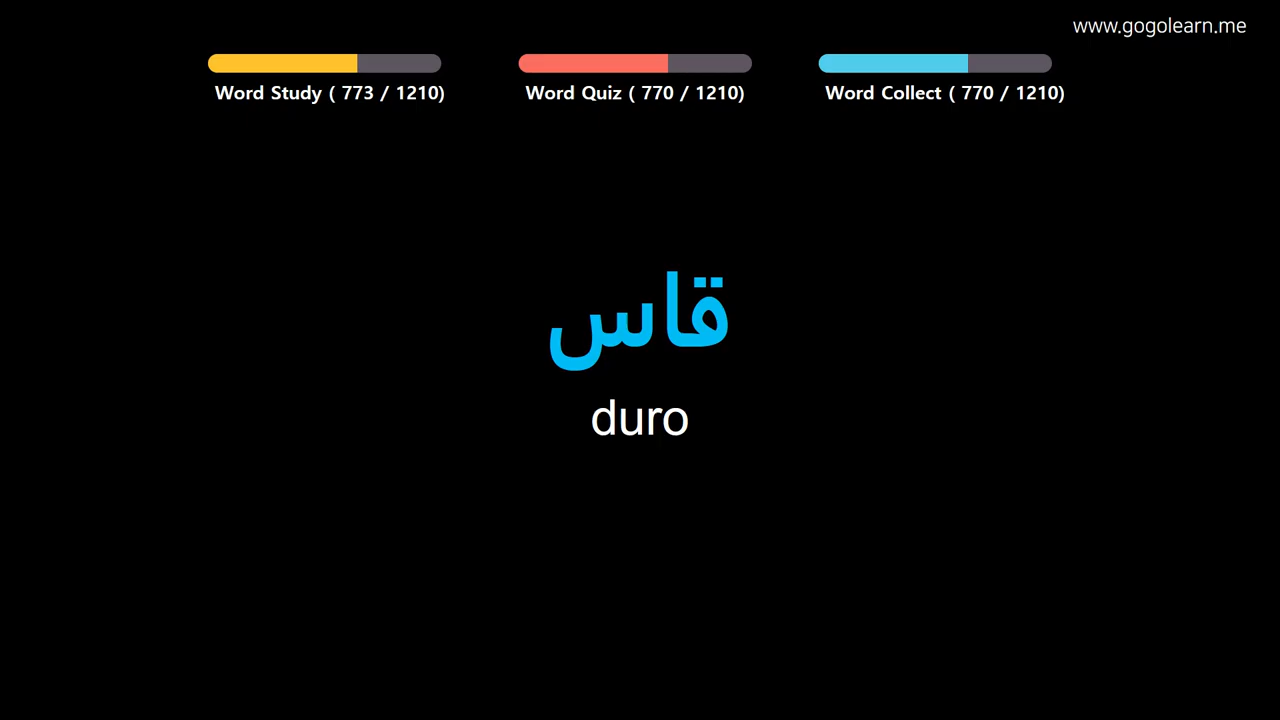 www.gogolearn.me
Word Study ( 773 / 1210)
Word Quiz ( 770 / 1210)
Word Collect ( 770 / 1210)
قاس
duro